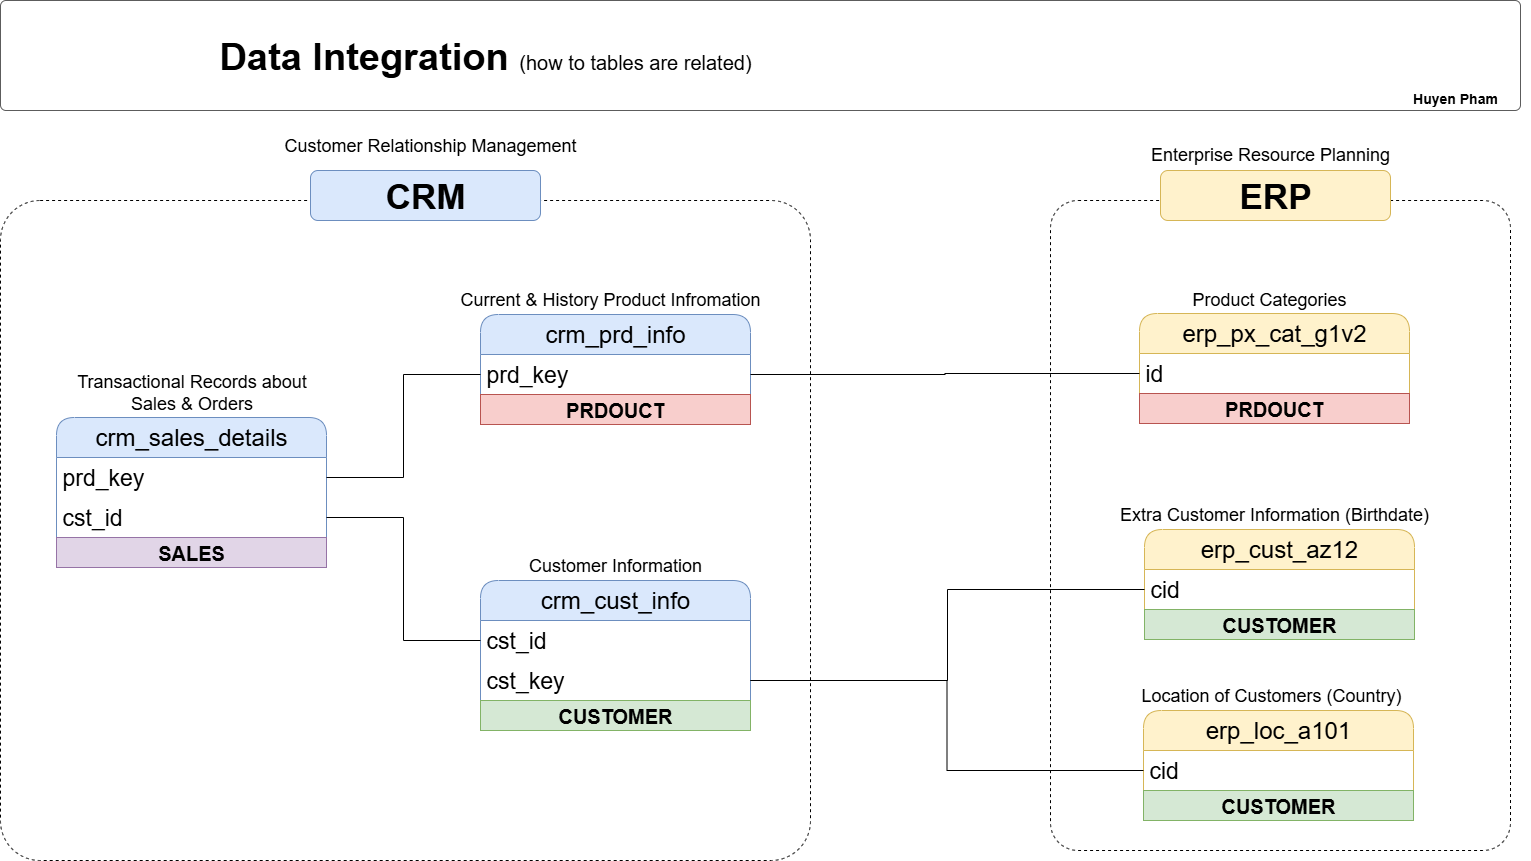 Data Integration (how to tables are related)
Huyen Pham
Customer Relationship Management
CRM
Enterprise Resource Planning
ERP
Transactional Records about
Sales & Orders
crm_sales_details
prd_key
cst_id
SALES
Current & History Product Infromation
crm_prd_info
prd_key
PRDOUCT
Customer Information
crm_cust_info
cst_id
cst_key
CUSTOMER
Product Categories
erp_px_cat_g1v2
id
PRDOUCT
Extra Customer Information (Birthdate)
erp_cust_az12
cid
CUSTOMER
Location of Customers (Country)
erp_loc_a101
cid
CUSTOMER